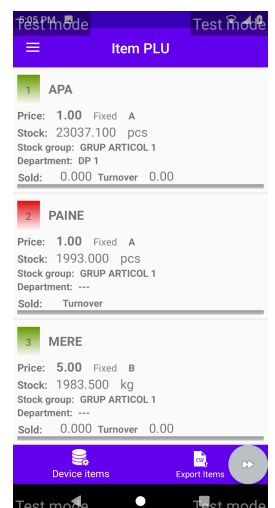 5:05 PM
Test mode Test mode
Item PLU
1 APA
Price: 1.00 Fixed A
Stock: 23037.100 pcs
Stock group: GRUP ARTICOL 1
Department: DP 1
Sold: 0.000 Turnover 0.00
2 PAINE
Price: 1.00 Fixed A
Stock: 1993.000 pcs
Stock group: GRUP ARTICOL 1
Department: ---
Sold: Turnover
3 MERE
Price: 5.00 Fixed B
Stock: 1983.500 kg
Stock group: GRUP ARTICOL 1
Department: ---
Sold: 0.000 Turnover 0.00
CSV
Device items Export Items
Test mode Test mode